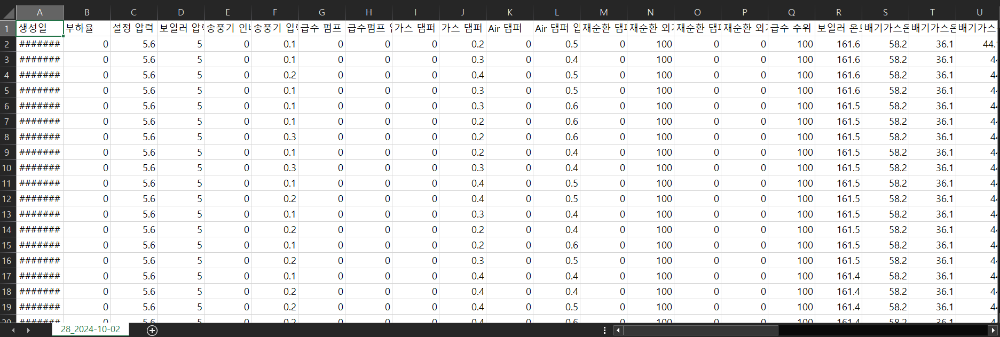 A B C D E F G H I J K L M N O P Q R S T U
1 생성일 부하율 설정 압력 보일러 압력 송풍기 인버 송풍기 입력 급수 펌프 급수펌프 가스 댐퍼 가스 댐퍼 Air 댐퍼 Air 댐퍼 입 재순환 댐퍼 재순환 외기 재순환 댐퍼 재순환 외기 급수 수위 보일러 온도 배기가스온 배기가스온 배기가스
2 ####### 0 5.6 5 0 0.1 0 0 0 0.2 0 0.5 0 100 0 0 100 161.6 58.2 36.1 44.
3 ####### 0 5.6 5 0 0.1 0 0 0 0.3 0 0.4 0 100 0 0 100 161.6 58.2 36.1 44
4 ####### 0 5.6 5 0 0.2 0 0 0 0.4 0 0.5 0 100 0 0 100 161.6 58.2 36.1 44
5 ####### 0 5.6 5 0 0.1 0 0 0 0.3 0 0.5 0 100 0 0 100 161.6 58.2 36.1 44
6 ####### 0 5.6 5 0 0.1 0 0 0 0.3 0 0.6 0 100 0 0 100 161.5 58.2 36.1 44
7 ####### 0 5.6 5 0 0.1 0 0 0 0.2 0 0.6 0 100 0 0 100 161.5 58.2 36.1 44
8 ####### 0 5.6 5 0 0.3 0 0 0 0.2 0 0.6 0 100 0 0 100 161.5 58.2 36.1 44
9 ####### 0 5.6 5 0 0.1 0 0 0 0.2 0 0.4 0 100 0 0 100 161.5 58.2 36.1 44
10 ####### 0 5.6 5 0 0.3 0 0 0 0.3 0 0.4 0 100 0 0 100 161.5 58.2 36.1 44
11 ####### 0 5.6 5 0 0.1 0 0 0 0.4 0 0.5 0 100 0 0 100 161.5 58.2 36.1 44
12 ####### 0 5.6 5 0 0.2 0 0 0 0.4 0 0.5 0 100 0 0 100 161.5 58.2 36.1 44
13 ####### 0 5.6 5 0 0.1 0 0 0 0.3 0 0.4 0 100 0 0 100 161.5 58.2 36.1 44
14 ####### 0 5.6 5 0 0.2 0 0 0 0.2 0 0.4 0 100 0 0 100 161.5 58.2 36.1 44
15 ####### 0 5.6 5 0 0.1 0 0 0 0.2 0 0.6 0 100 0 0 100 161.5 58.2 36.1 44
16 ####### 0 5.6 5 0 0.2 0 0 0 0.3 0 0.5 0 100 0 0 100 161.5 58.2 36.1 44
17 ####### 0 5.6 5 0 0.1 0 0 0 0.4 0 0.4 0 100 0 0 100 161.4 58.2 36.1 44
18 ####### 0 5.6 5 0 0.2 0 0 0 0.4 0 0.4 0 100 0 0 100 161.4 58.2 36.1 44
19 ####### 0 5.6 5 0 0.2 0 0 0 0.4 0 0.5 0 100 0 0 100 161.4 58.2 36.1 44
20 ####### 0 5.6 5 0 0.2 0 0 0 0.4 0 0.6 0 100 0 0 100 161.4 58.2 36.1 44
28_2024-10-02